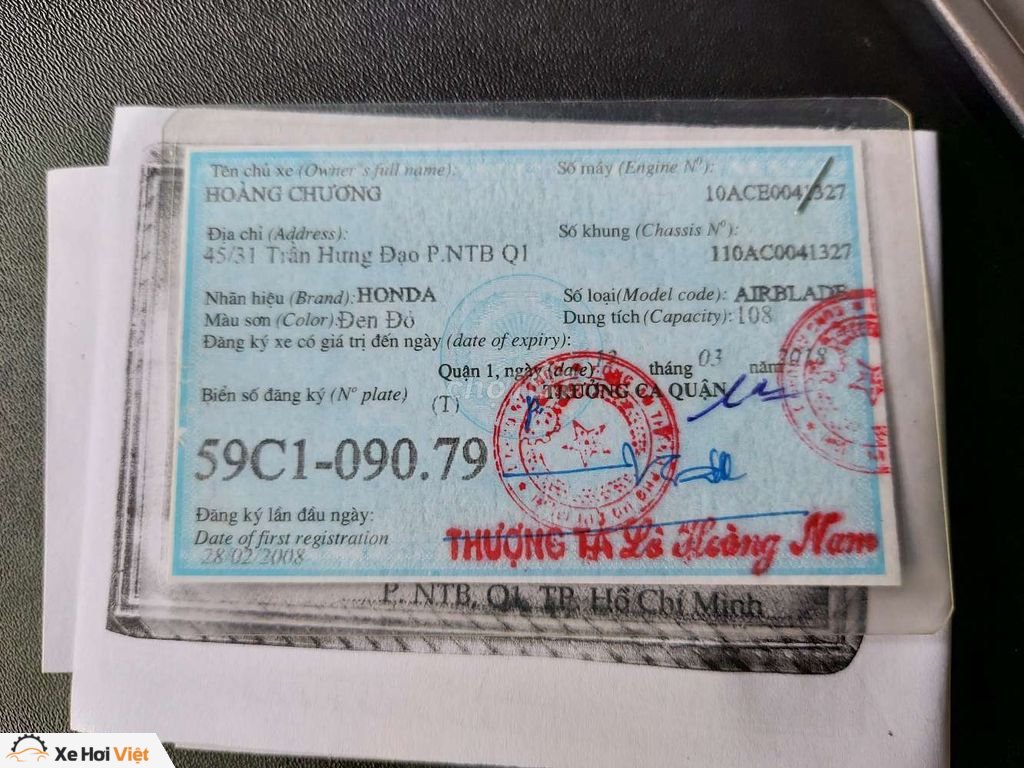 Tên chủ xe (Owner's full name):
HOÀNG CHƯƠNG
Số máy (Engine Nº):
10ACE0041327
Địa chỉ (Address):
45/31 Trần Hưng Đạo P.NTB Q1
Số khung (Chassis Nº):
110AC0041327
Nhãn hiệu (Brand): HONDA
Số loại(Model code): AIRBLADE
Màu sơn (Color): Đen Đỏ
Dung tích (Capacity): 108
Đăng ký xe có giá trị đến ngày (date of expiry):
Quận 1, ngày (date) 12 tháng 03 năm 2018
Biển số đăng ký (Nº plate)
(T)
TRƯỞNG CA QUẬN
59C1-090.79
Đăng ký lần đầu ngày:
Date of first registration
28/02/2008
THƯỢNG TÁ Lê Hoàng Nam
P. NTB, Q1, TP. Hồ Chí Minh
Xe Hơi Việt